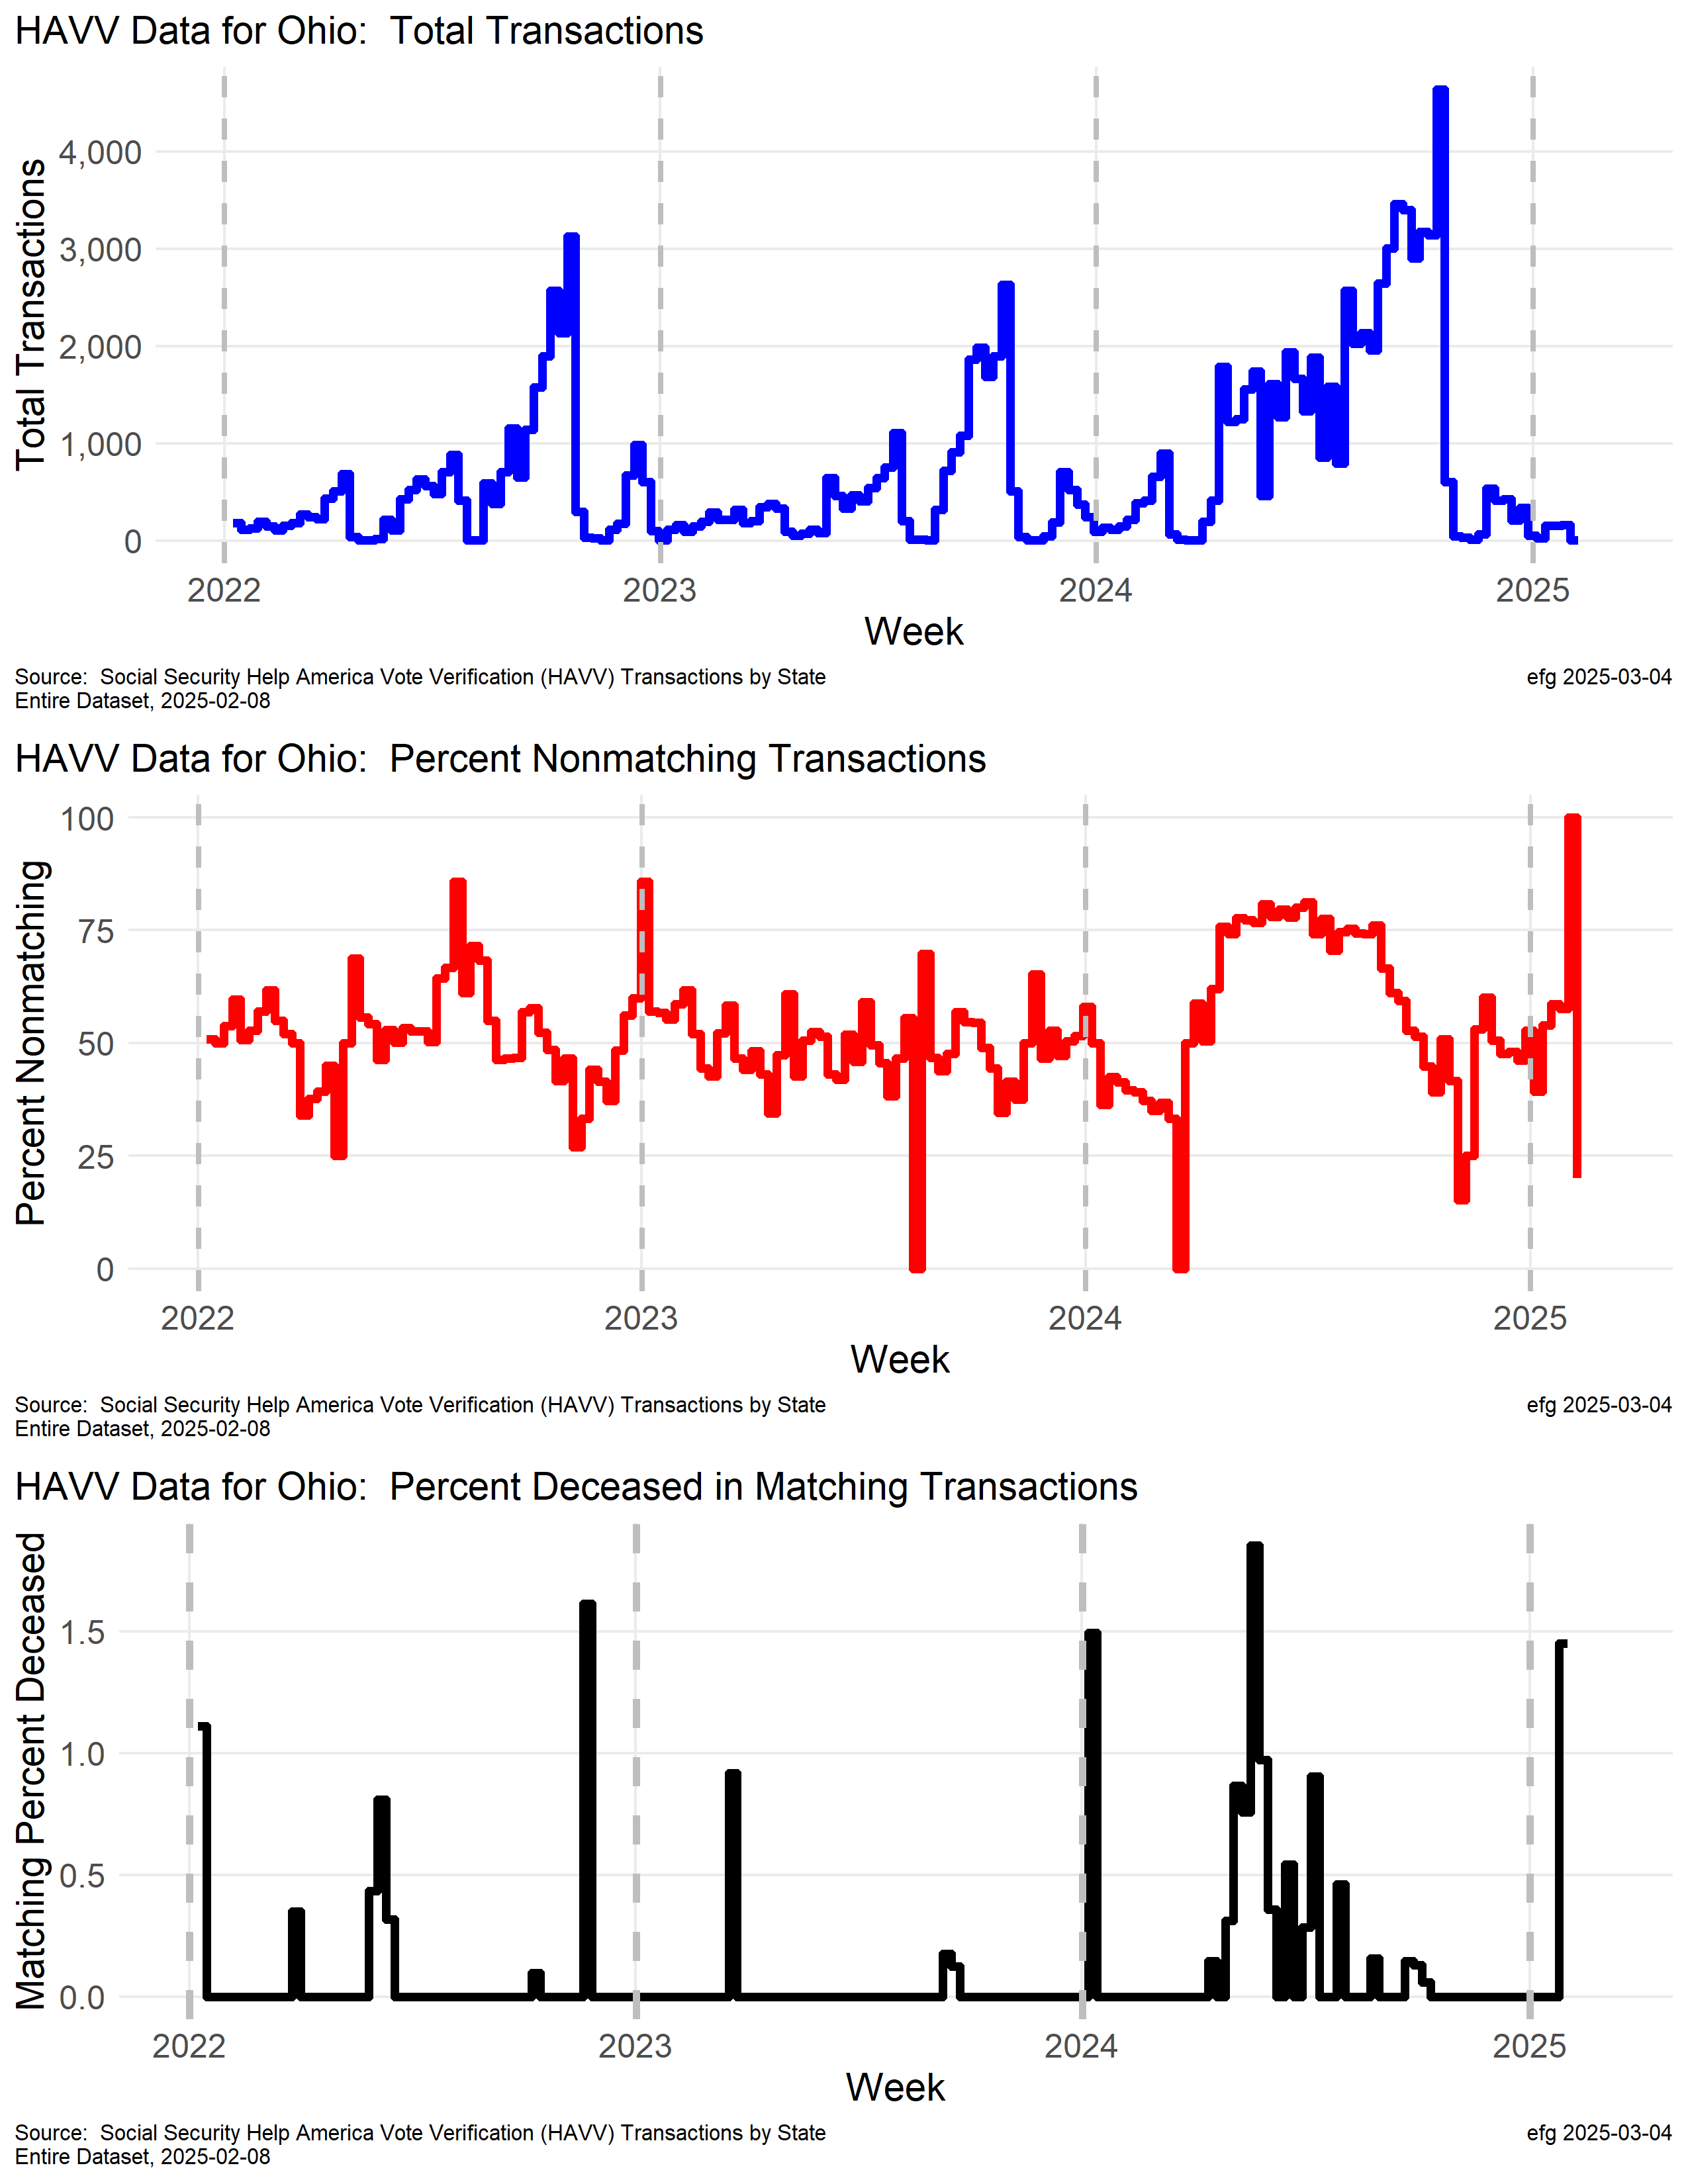 HAVV Data for Ohio:  Total Transactions
Total Transactions
4,000
3,000
2,000
1,000
0
2022 2023 2024 2025
Week
Source:  Social Security Help America Vote Verification (HAVV) Transactions by State efg 2025-03-04
Entire Dataset, 2025-02-08
HAVV Data for Ohio:  Percent Nonmatching Transactions
Percent Nonmatching
100
75
50
25
0
2022 2023 2024 2025
Week
Source:  Social Security Help America Vote Verification (HAVV) Transactions by State efg 2025-03-04
Entire Dataset, 2025-02-08
HAVV Data for Ohio:  Percent Deceased in Matching Transactions
Matching Percent Deceased
1.5
1.0
0.5
0.0
2022 2023 2024 2025
Week
Source:  Social Security Help America Vote Verification (HAVV) Transactions by State efg 2025-03-04
Entire Dataset, 2025-02-08